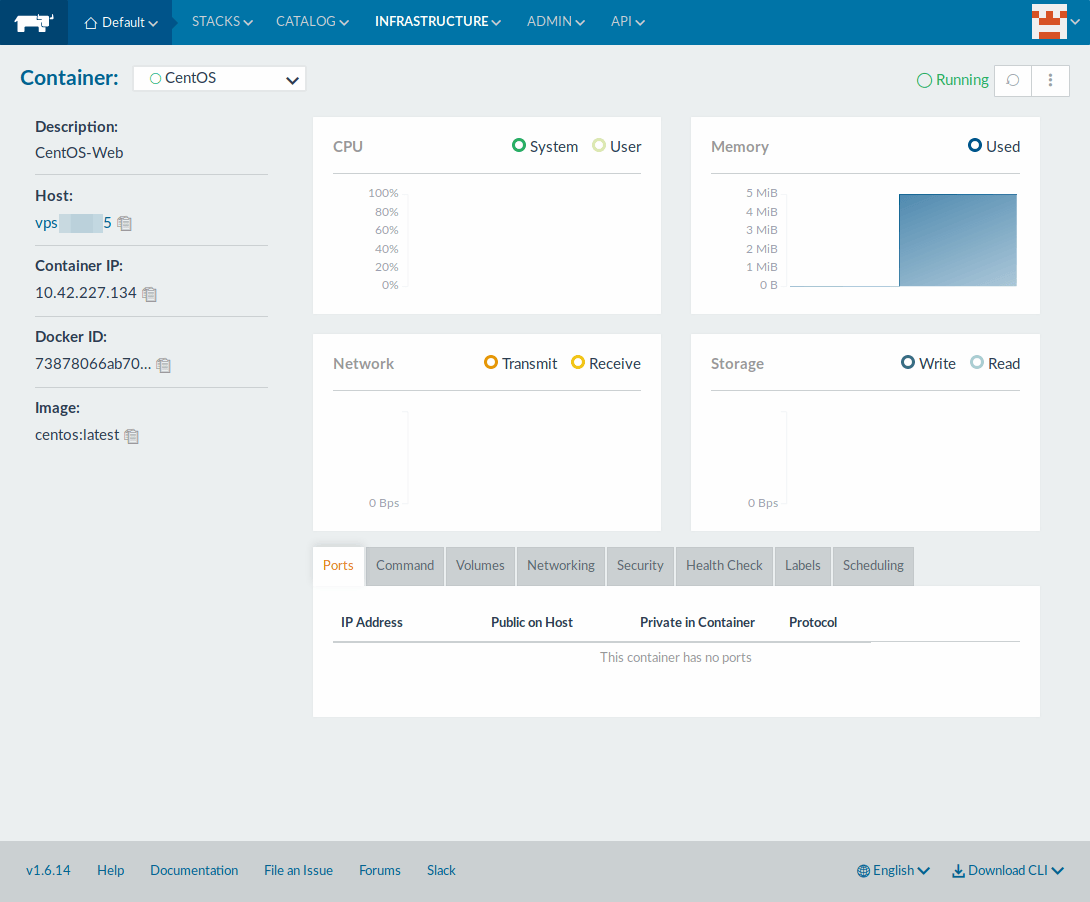 Default STACKS CATALOG INFRASTRUCTURE ADMIN API
Container: CentOS Running
Description:
CentOS-Web
Host:
vps 5
Container IP:
10.42.227.134
Docker ID:
73878066ab70...
Image:
centos:latest
CPU System User
100%
80%
60%
40%
20%
0%
Memory Used
5 MiB
4 MiB
3 MiB
2 MiB
1 MiB
0 B
Network Transmit Receive
0 Bps
Storage Write Read
0 Bps
Ports Command Volumes Networking Security Health Check Labels Scheduling
IP Address Public on Host Private in Container Protocol
This container has no ports
v1.6.14 Help Documentation File an Issue Forums Slack English Download CLI